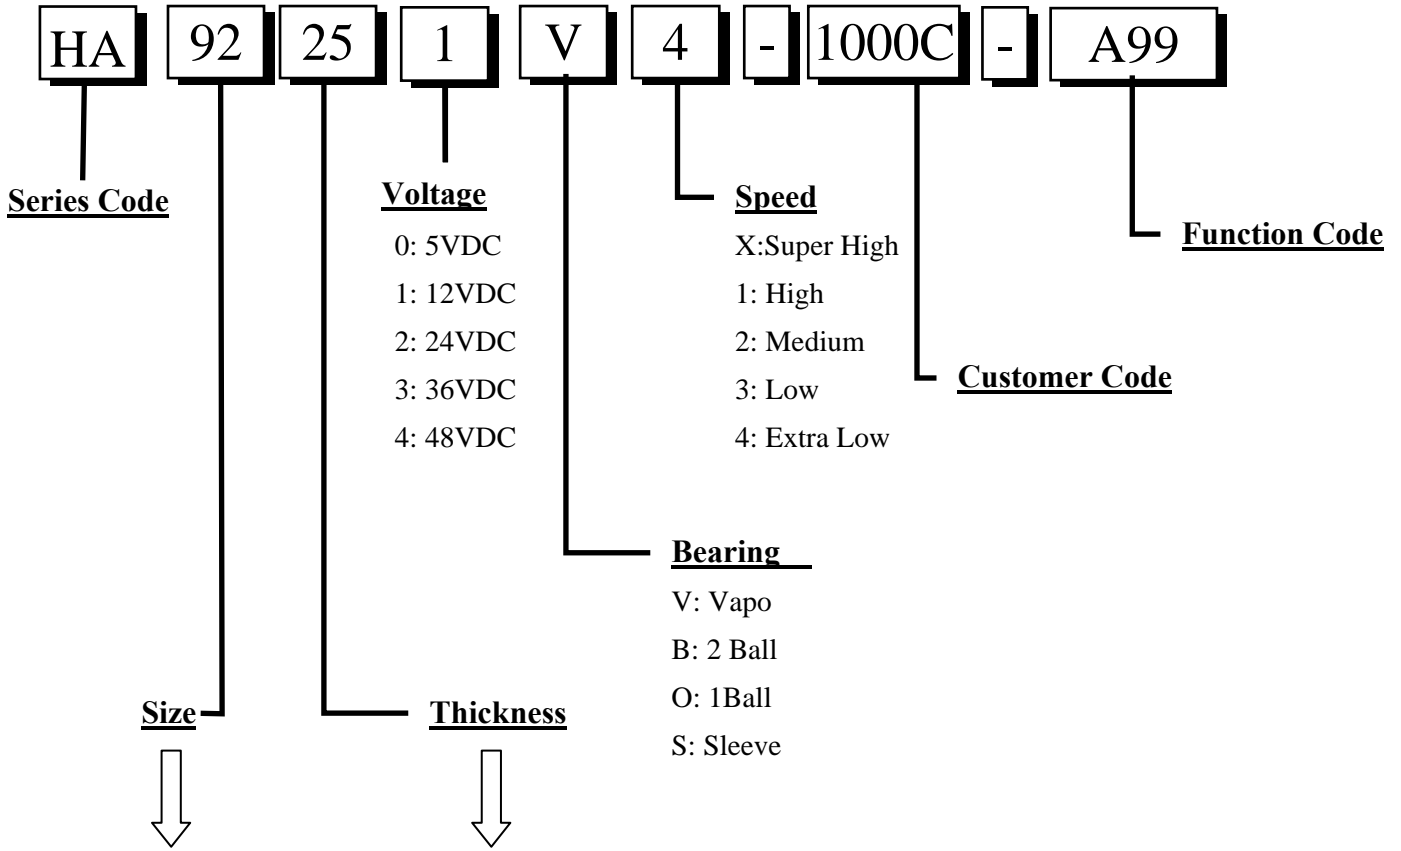 HA 92 25 1 V 4 - 1000C - A99
Series Code
Voltage
0: 5VDC
1: 12VDC
2: 24VDC
3: 36VDC
4: 48VDC
Speed
X:Super High
1: High
2: Medium
3: Low
4: Extra Low
Function Code
Customer Code
Bearing
V: Vapo
B: 2 Ball
O: 1Ball
S: Sleeve
Size
Thickness